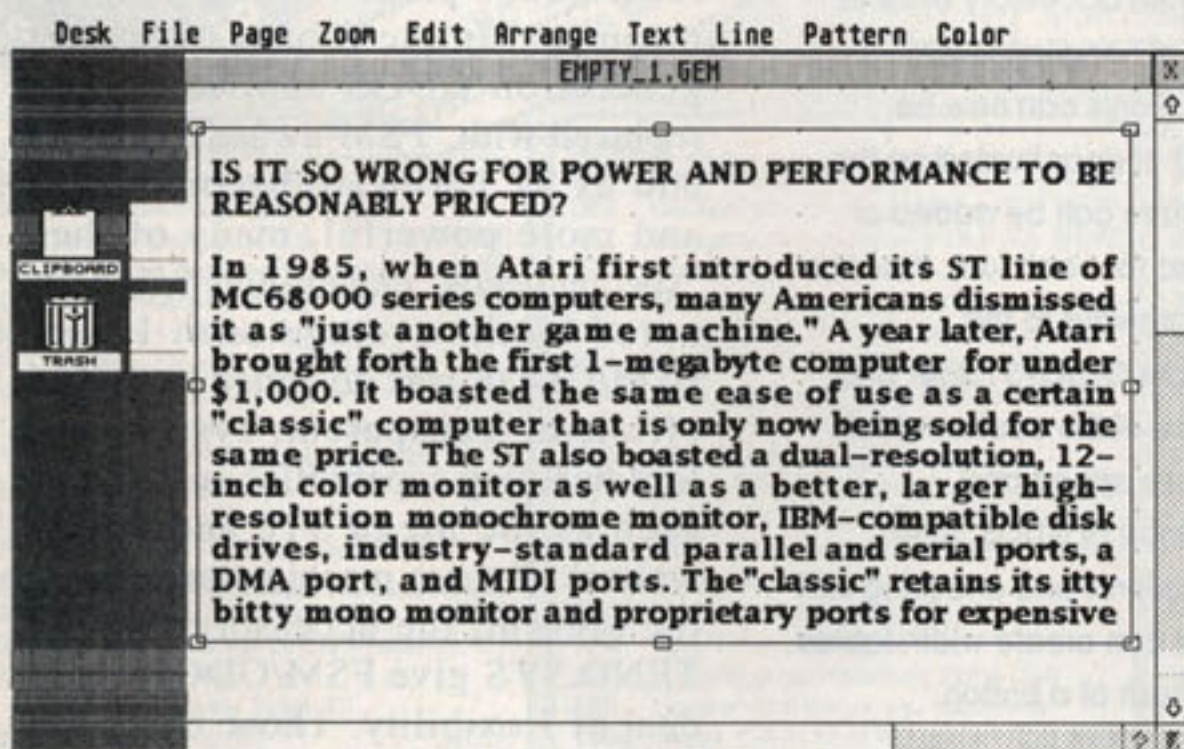 Desk File Page Zoom Edit Arrange Text Line Pattern Color
EMPTY_1.GEM
IS IT SO WRONG FOR POWER AND PERFORMANCE TO BE
REASONABLY PRICED?
In 1985, when Atari first introduced its ST line of
MC68000 series computers, many Americans dismissed
it as "just another game machine." A year later, Atari
brought forth the first 1-megabyte computer for under
$1,000. It boasted the same ease of use as a certain
"classic" computer that is only now being sold for the
same price. The ST also boasted a dual-resolution, 12-
inch color monitor as well as a better, larger high-
resolution monochrome monitor, IBM-compatible disk
drives, industry-standard parallel and serial ports, a
DMA port, and MIDI ports. The"classic" retains its itty
bitty mono monitor and proprietary ports for expensive
CLIPBOARD
TRASH